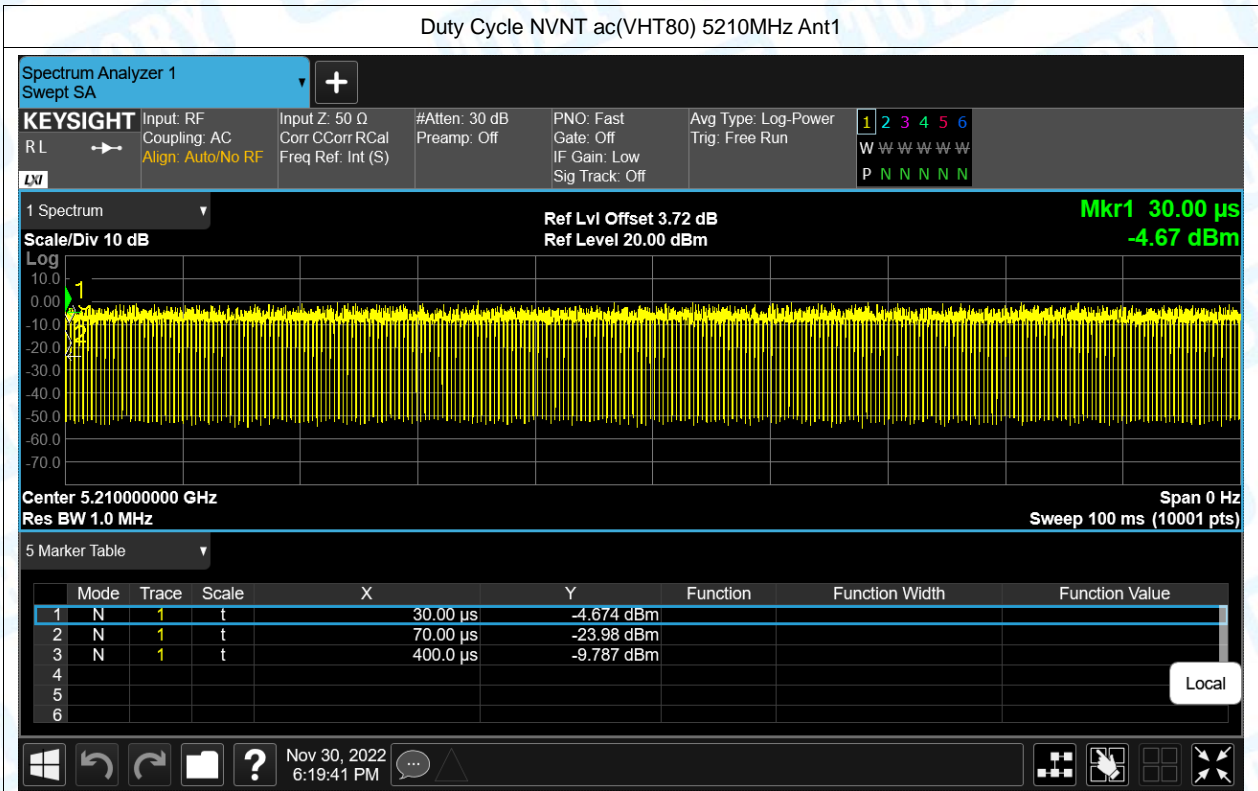 Duty Cycle NVNT ac(VHT80) 5210MHz Ant1
Spectrum Analyzer 1
Swept SA
KEYSIGHT
RL
LXI
Input: RF
Coupling: AC
Align: Auto/No RF
Input Z: 50 Ω
Corr CCorr RCal
Freq Ref: Int (S)
#Atten: 30 dB
Preamp: Off
PNO: Fast
Gate: Off
IF Gain: Low
Sig Track: Off
Avg Type: Log-Power
Trig: Free Run
1 2 3 4 5 6
W W W W W W
P N N N N N
1 Spectrum
Scale/Div 10 dB
Ref Lvl Offset 3.72 dB
Ref Level 20.00 dBm
Mkr1 30.00 µs
-4.67 dBm
Log
10.0
0.00
-10.0
-20.0
-30.0
-40.0
-50.0
-60.0
-70.0
1
2
Center 5.210000000 GHz
Res BW 1.0 MHz
Span 0 Hz
Sweep 100 ms (10001 pts)
5 Marker Table
Mode Trace Scale X Y Function Function Width Function Value
1 N 1 t 30.00 µs -4.674 dBm
2 N 1 t 70.00 µs -23.98 dBm
3 N 1 t 400.0 µs -9.787 dBm
4
5
6
Local
?
Nov 30, 2022
6:19:41 PM